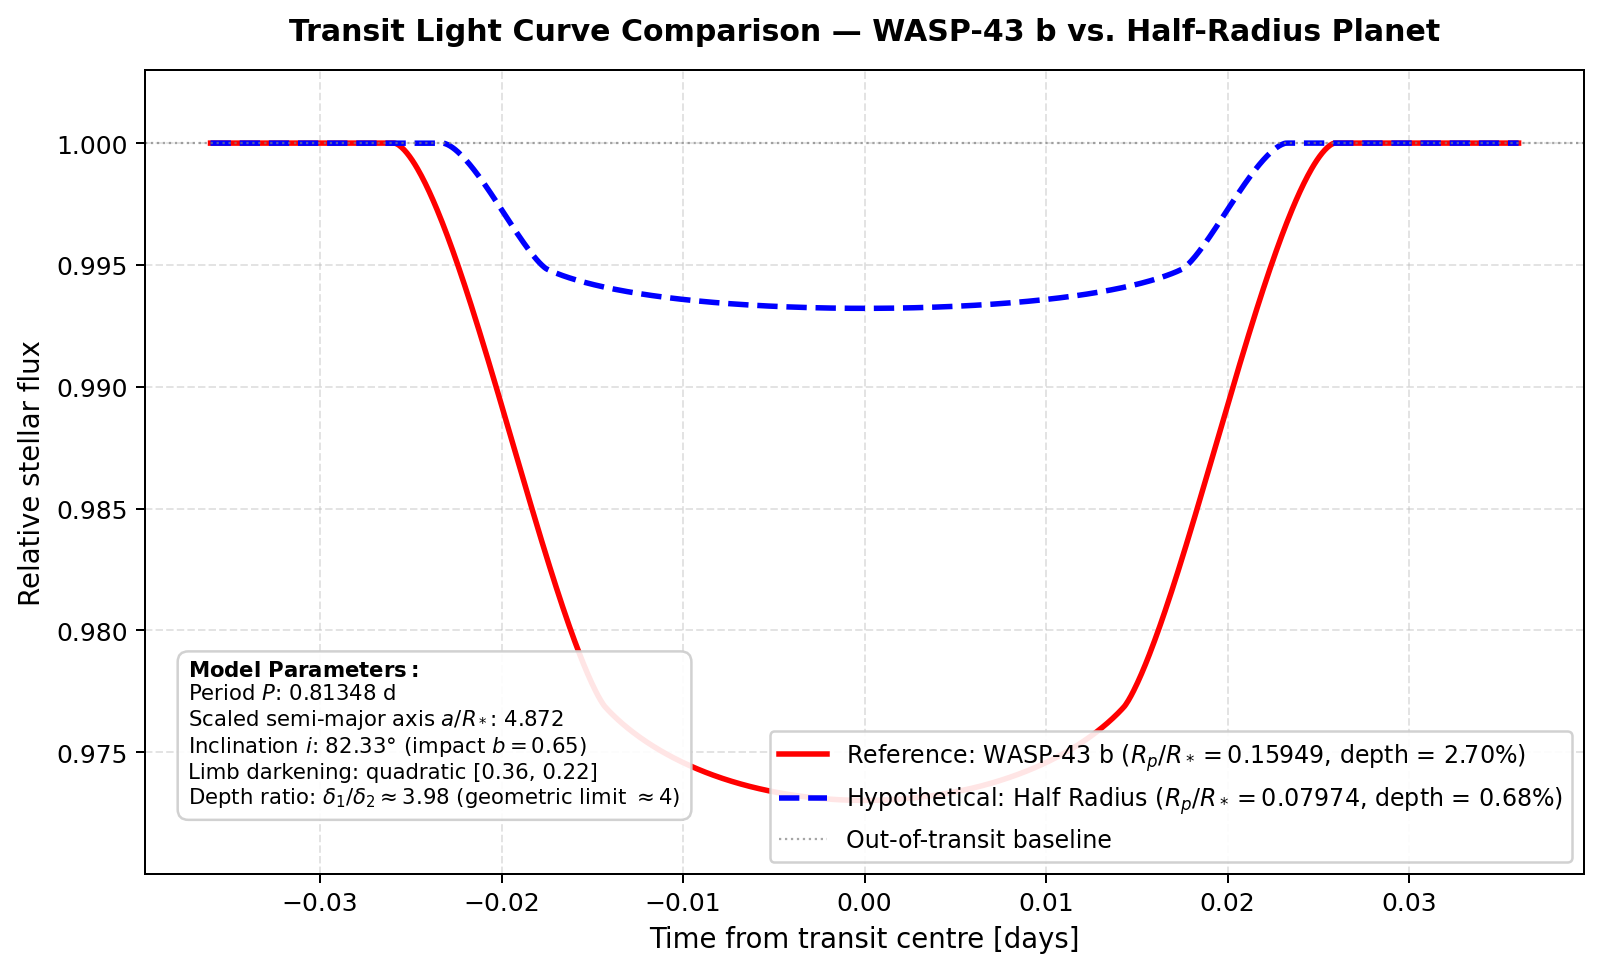 Transit Light Curve Comparison — WASP-43 b vs. Half-Radius Planet
Relative stellar flux
1.000
0.995
0.990
0.985
0.980
0.975
Model Parameters:
Period P: 0.81348 d
Scaled semi-major axis a/R*: 4.872
Inclination i: 82.33° (impact b = 0.65)
Limb darkening: quadratic [0.36, 0.22]
Depth ratio: δ₁/δ₂ ≈ 3.98 (geometric limit ≈ 4)
Reference: WASP-43 b (Rₚ/R* = 0.15949, depth = 2.70%)
Hypothetical: Half Radius (Rₚ/R* = 0.07974, depth = 0.68%)
Out-of-transit baseline
−0.03 −0.02 −0.01 0.00 0.01 0.02 0.03
Time from transit centre [days]